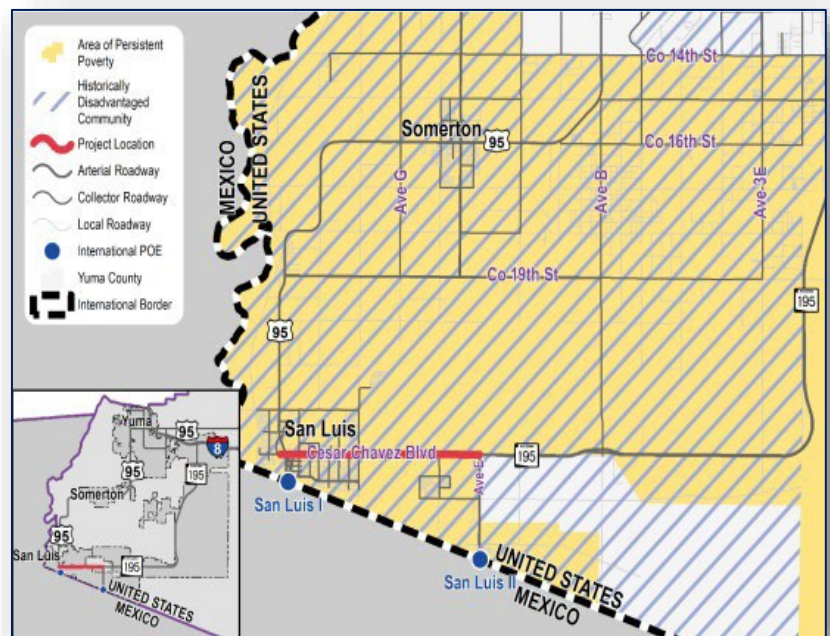 Area of Persistent
Poverty
Historically
Disadvantaged
Community
Project Location
Arterial Roadway
Collector Roadway
Local Roadway
International POE
Yuma County
International Border
MEXICO
UNITED STATES
Co 14th St
Somerton
95
Co 16th St
Ave-G
Ave-B
Ave-3E
Co 19th St
195
95
San Luis
Cesar Chavez Blvd
195
Ave-E
San Luis I
San Luis II
UNITED STATES
MEXICO
Yuma
95
8
95
195
Somerton
95
San Luis
195
UNITED STATES
MEXICO